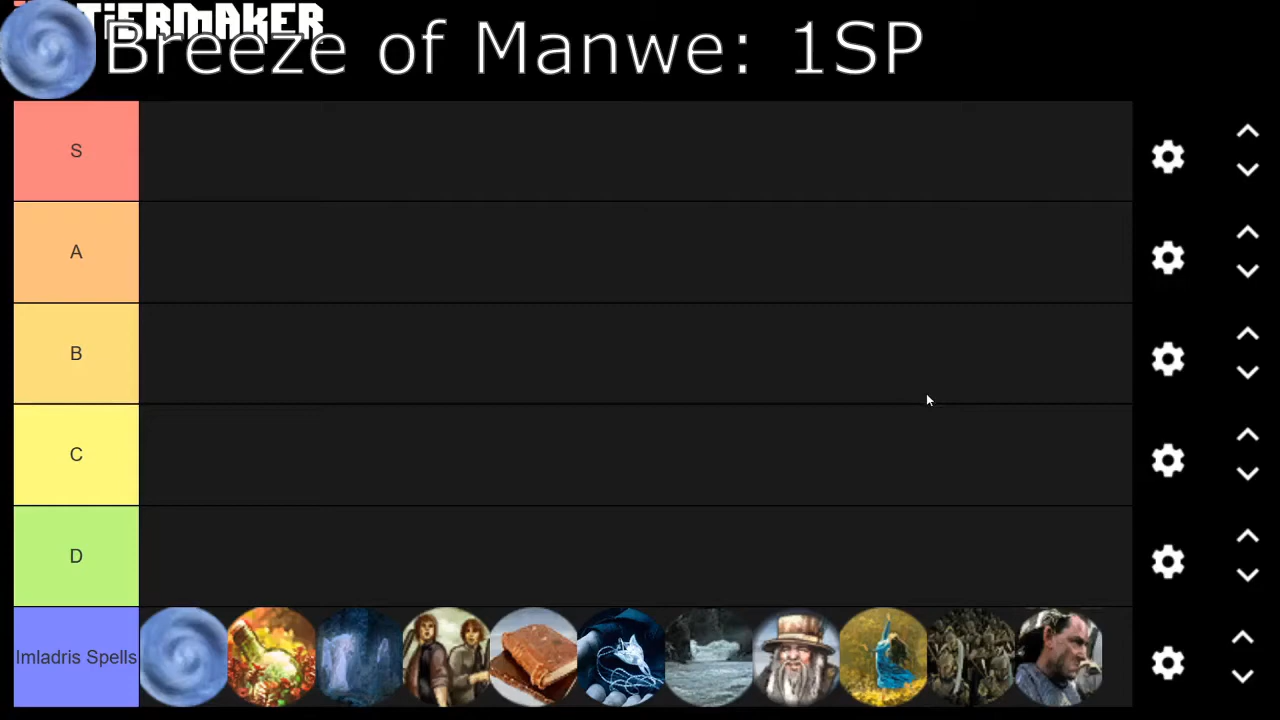 TiERMAKER
Breeze of Manwe: 1SP
S
A
B
C
D
Imladris Spells